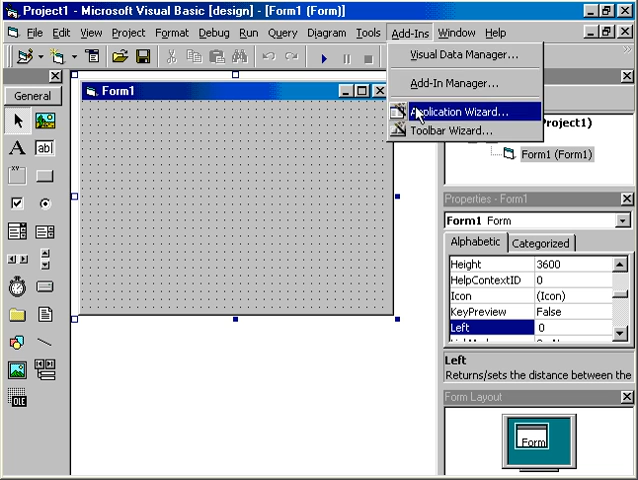 Project1 - Microsoft Visual Basic [design] - [Form1 (Form)]
File Edit View Project Format Debug Run Query Diagram Tools Add-Ins Window Help
Visual Data Manager...
Add-In Manager...
Application Wizard...
Toolbar Wizard...
General
Form1
A
ab|
xy
OLE
Project1)
Form1 (Form1)
Properties - Form1
Form1 Form
Alphabetic Categorized
Height 3600
HelpContextID 0
Icon (Icon)
KeyPreview False
Left 0
Left
Returns/sets the distance between the
Form Layout
Form